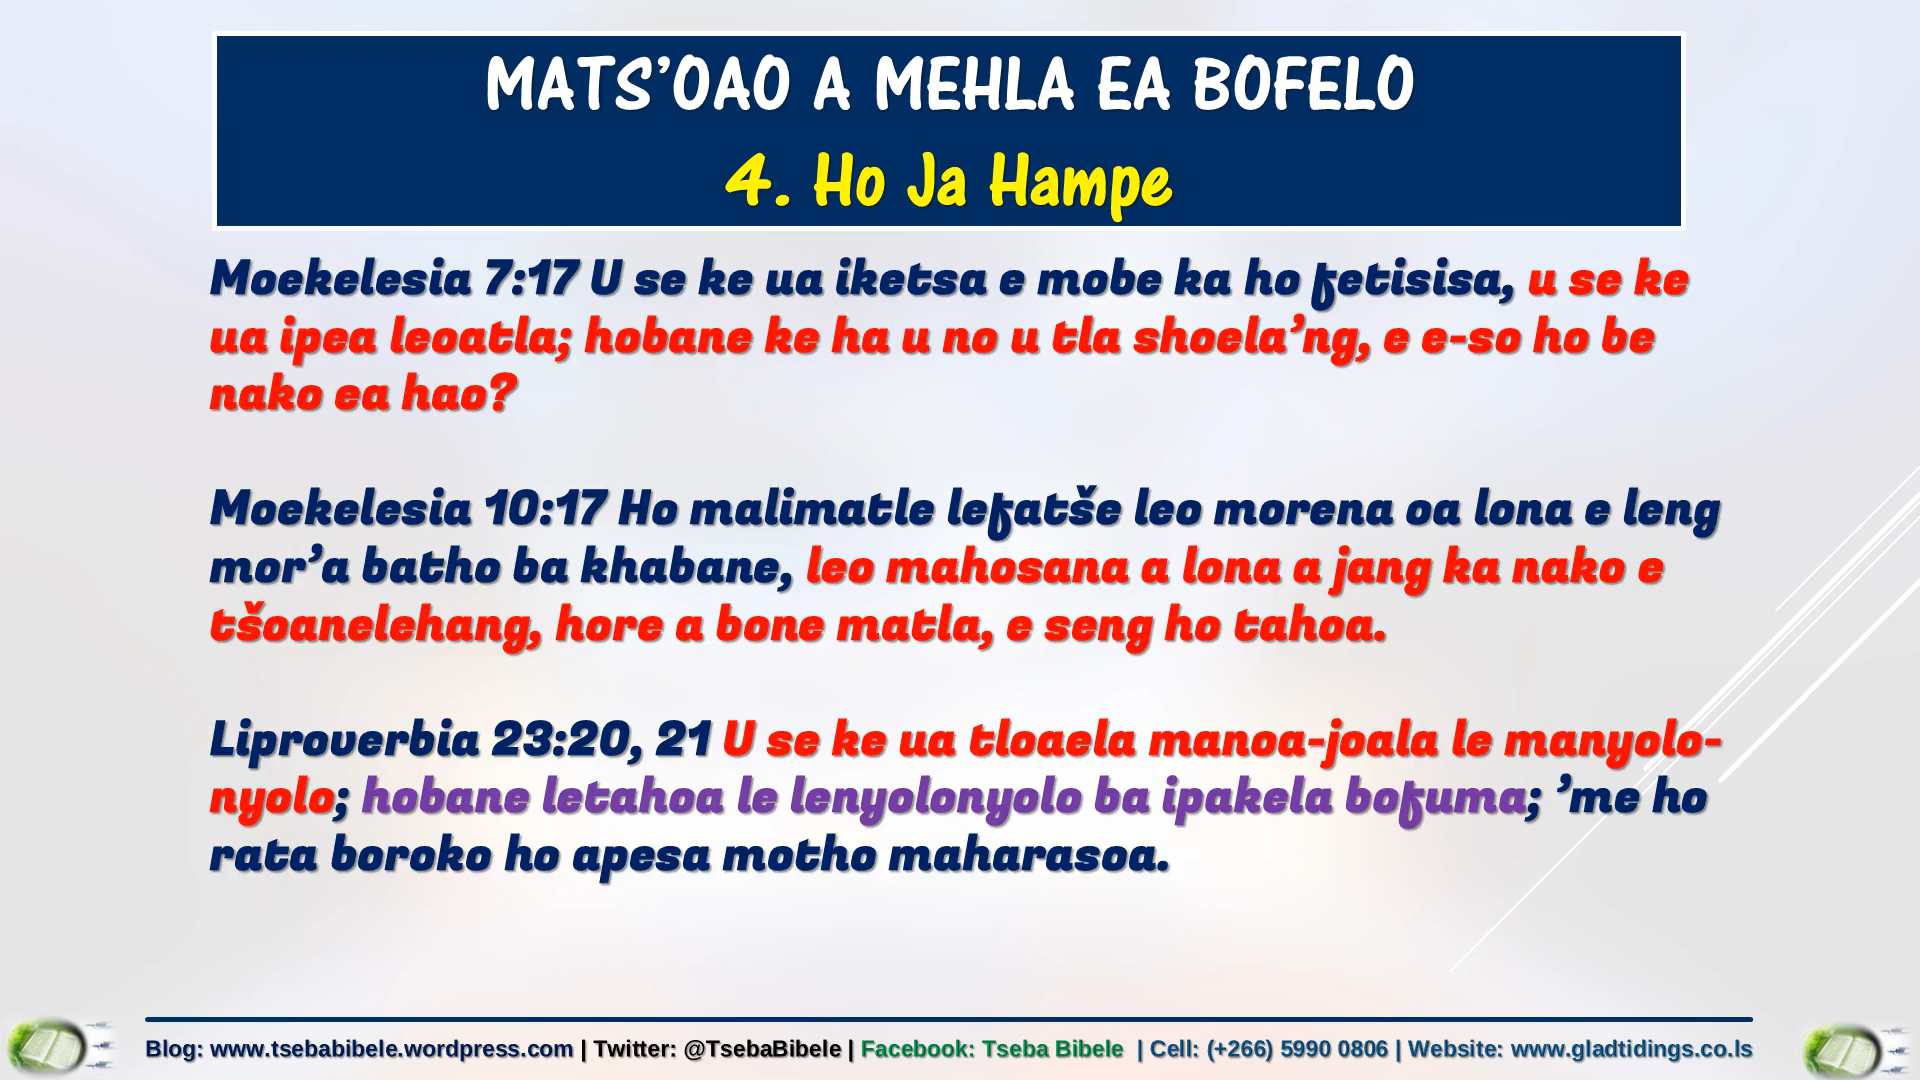 MATS’OAO A MEHLA EA BOFELO
4. Ho Ja Hampe
Moekelesia 7:17 U se ke ua iketsa e mobe ka ho fetisisa, u se ke
ua ipea leoatla; hobane ke ha u no u tla shoela’ng, e e-so ho be
nako ea hao?
Moekelesia 10:17 Ho malimatle lefatše leo morena oa lona e leng
mor’a batho ba khabane, leo mahosana a lona a jang ka nako e
tšoanelehang, hore a bone matla, e seng ho tahoa.
Liproverbia 23:20, 21 U se ke ua tloaela manoa-joala le manyolo-
nyolo; hobane letahoa le lenyolonyolo ba ipakela bofuma; ’me ho
rata boroko ho apesa motho maharasoa.
Blog: www.tsebabibele.wordpress.com | Twitter: @TsebaBibele | Facebook: Tseba Bibele | Cell: (+266) 5990 0806 | Website: www.gladtidings.co.ls